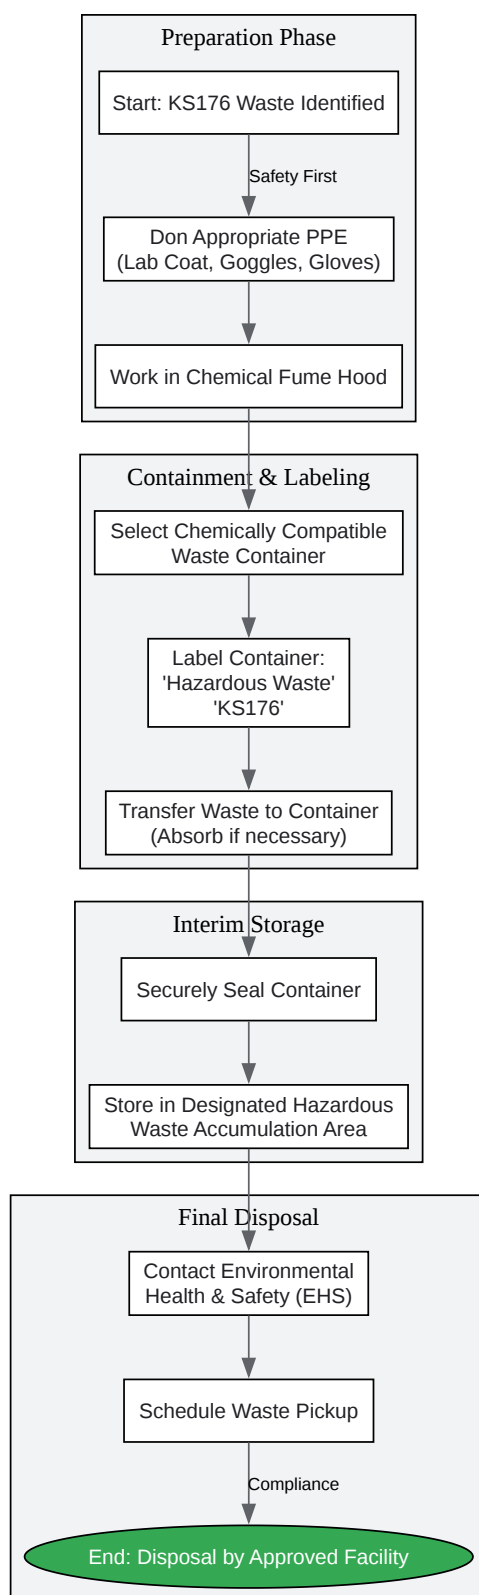 Preparation Phase
Start: KS176 Waste Identified
Safety First
Don Appropriate PPE
(Lab Coat, Goggles, Gloves)
Work in Chemical Fume Hood
Containment & Labeling
Select Chemically Compatible
Waste Container
Label Container:
'Hazardous Waste'
'KS176'
Transfer Waste to Container
(Absorb if necessary)
Interim Storage
Securely Seal Container
Store in Designated Hazardous
Waste Accumulation Area
Final Disposal
Contact Environmental
Health & Safety (EHS)
Schedule Waste Pickup
Compliance
End: Disposal by Approved Facility